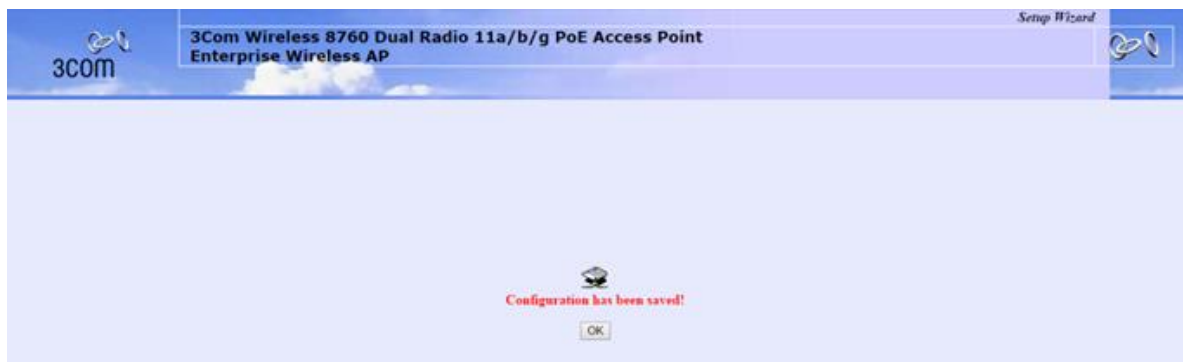 Setup Wizard
3COM
3Com Wireless 8760 Dual Radio 11a/b/g PoE Access Point
Enterprise Wireless AP
Configuration has been saved!
OK